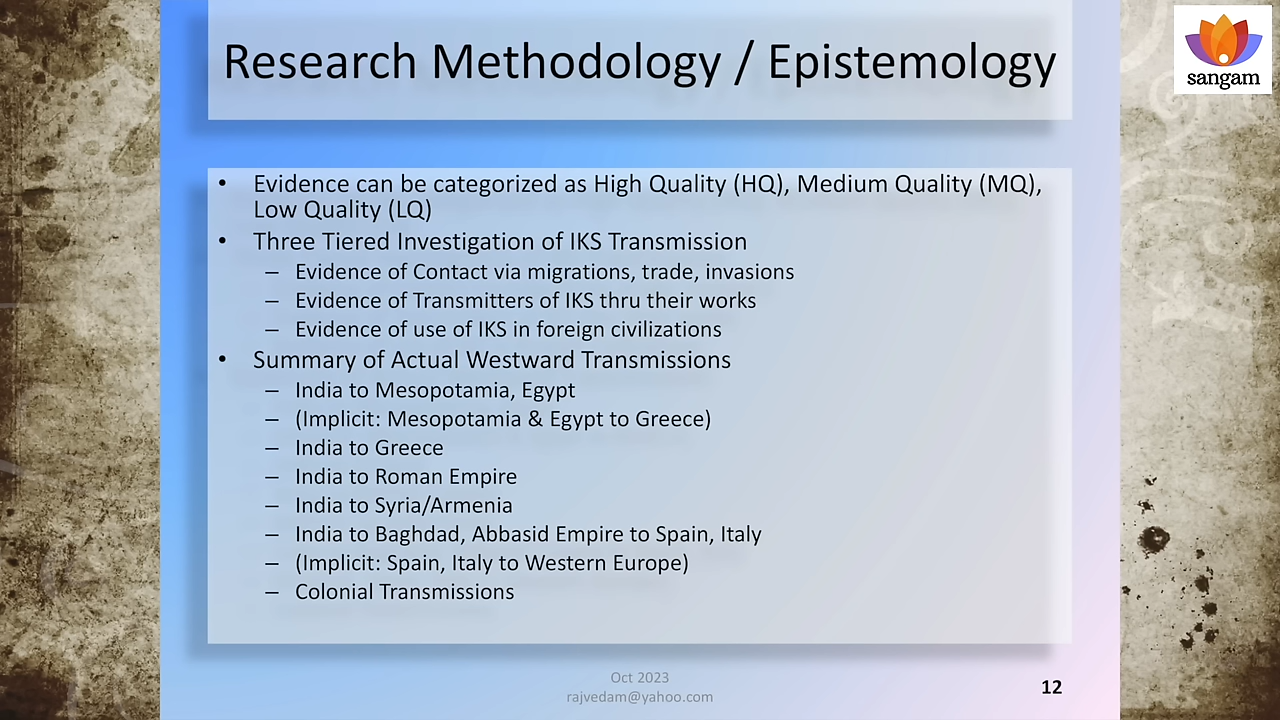 Research Methodology / Epistemology
sangam
• Evidence can be categorized as High Quality (HQ), Medium Quality (MQ),
Low Quality (LQ)
• Three Tiered Investigation of IKS Transmission
– Evidence of Contact via migrations, trade, invasions
– Evidence of Transmitters of IKS thru their works
– Evidence of use of IKS in foreign civilizations
• Summary of Actual Westward Transmissions
– India to Mesopotamia, Egypt
– (Implicit: Mesopotamia & Egypt to Greece)
– India to Greece
– India to Roman Empire
– India to Syria/Armenia
– India to Baghdad, Abbasid Empire to Spain, Italy
– (Implicit: Spain, Italy to Western Europe)
– Colonial Transmissions
Oct 2023
rajvedam@yahoo.com
12